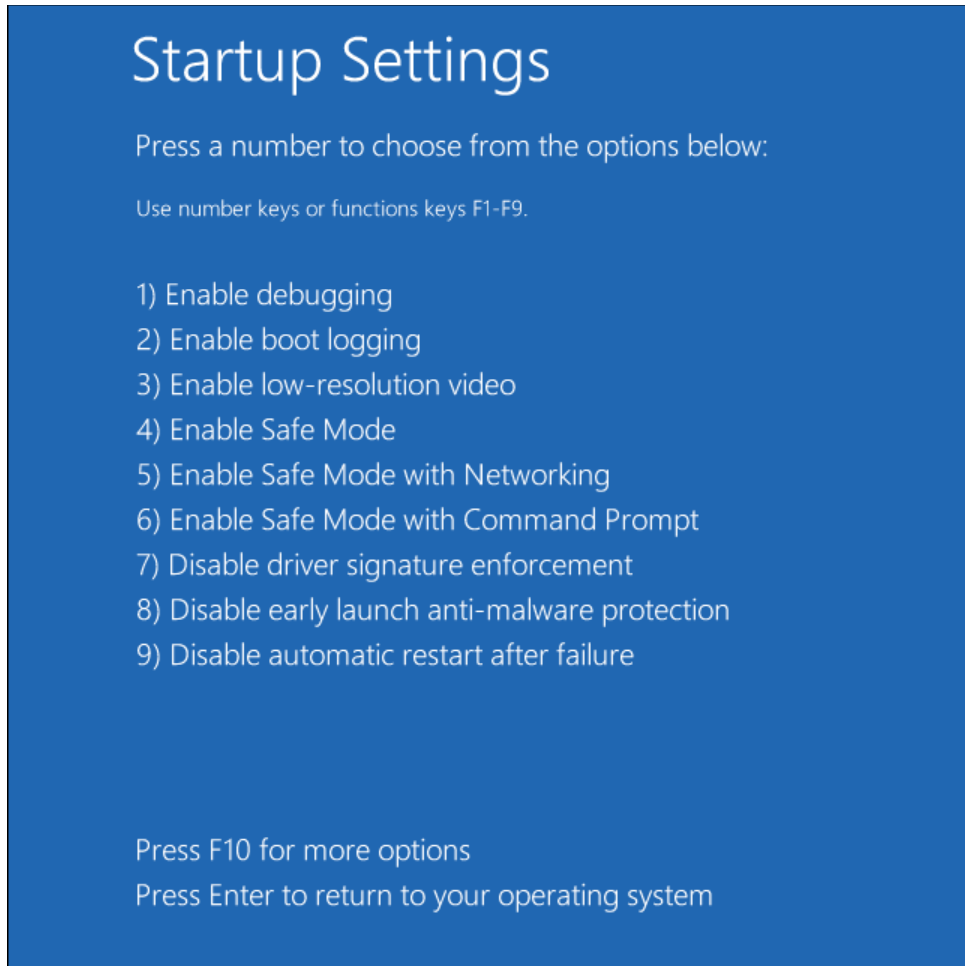 Startup Settings
Press a number to choose from the options below:
Use number keys or functions keys F1-F9.
1) Enable debugging
2) Enable boot logging
3) Enable low-resolution video
4) Enable Safe Mode
5) Enable Safe Mode with Networking
6) Enable Safe Mode with Command Prompt
7) Disable driver signature enforcement
8) Disable early launch anti-malware protection
9) Disable automatic restart after failure
Press F10 for more options
Press Enter to return to your operating system